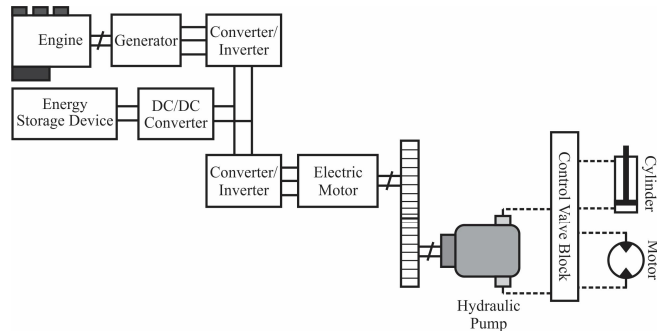 Engine
Generator
Converter/
Inverter
Energy
Storage Device
DC/DC
Converter
Converter/
Inverter
Electric
Motor
Hydraulic
Pump
Control Valve Block
Cylinder
Motor